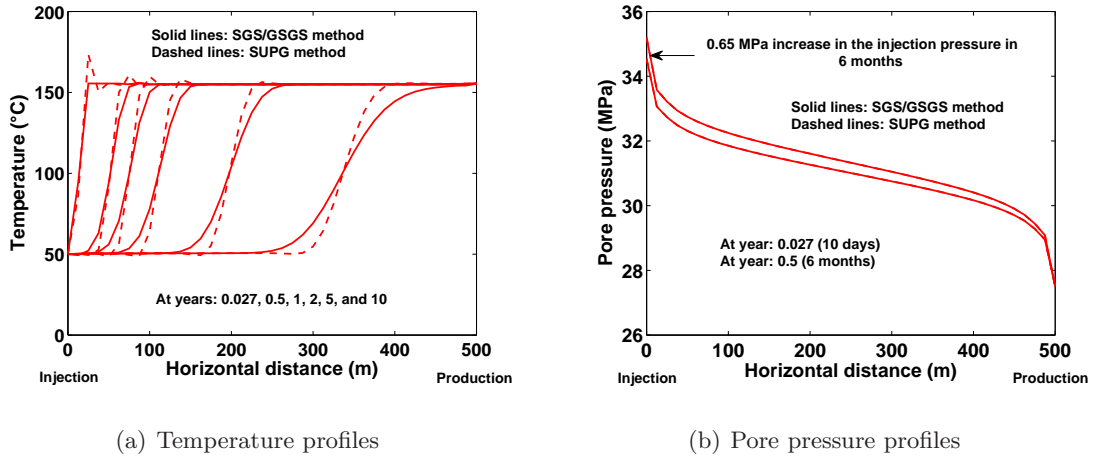 Solid lines: SGS/GSGS method
Dashed lines: SUPG method
Temperature (°C)
200
150
100
50
0
At years: 0.027, 0.5, 1, 2, 5, and 10
0 100 200 300 400 500
Injection
Horizontal distance (m)
Production
(a) Temperature profiles
0.65 MPa increase in the injection pressure in
6 months
Solid lines: SGS/GSGS method
Dashed lines: SUPG method
Pore pressure (MPa)
36
34
32
30
28
26
At year: 0.027 (10 days)
At year: 0.5 (6 months)
0 100 200 300 400 500
Injection
Horizontal distance (m)
Production
(b) Pore pressure profiles